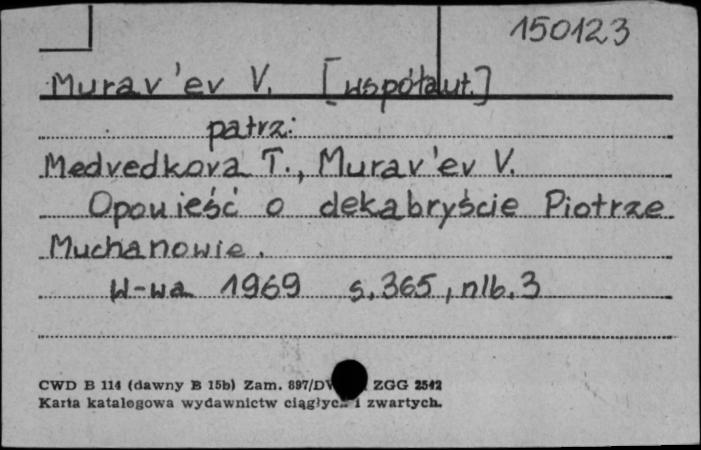 150123
Murav'ev V. [współaut.]
patrz:
Medvedkova T., Murav'ev V.
Opowieść o dekabryście Piotrze
Muchanowie.
W-wa 1969 s. 365, nlb. 3
CWD B 114 (dawny B 15b) Zam. 897/ ZGG 2542
Karta katalogowa wydawnictw ciągłych i zwartych.